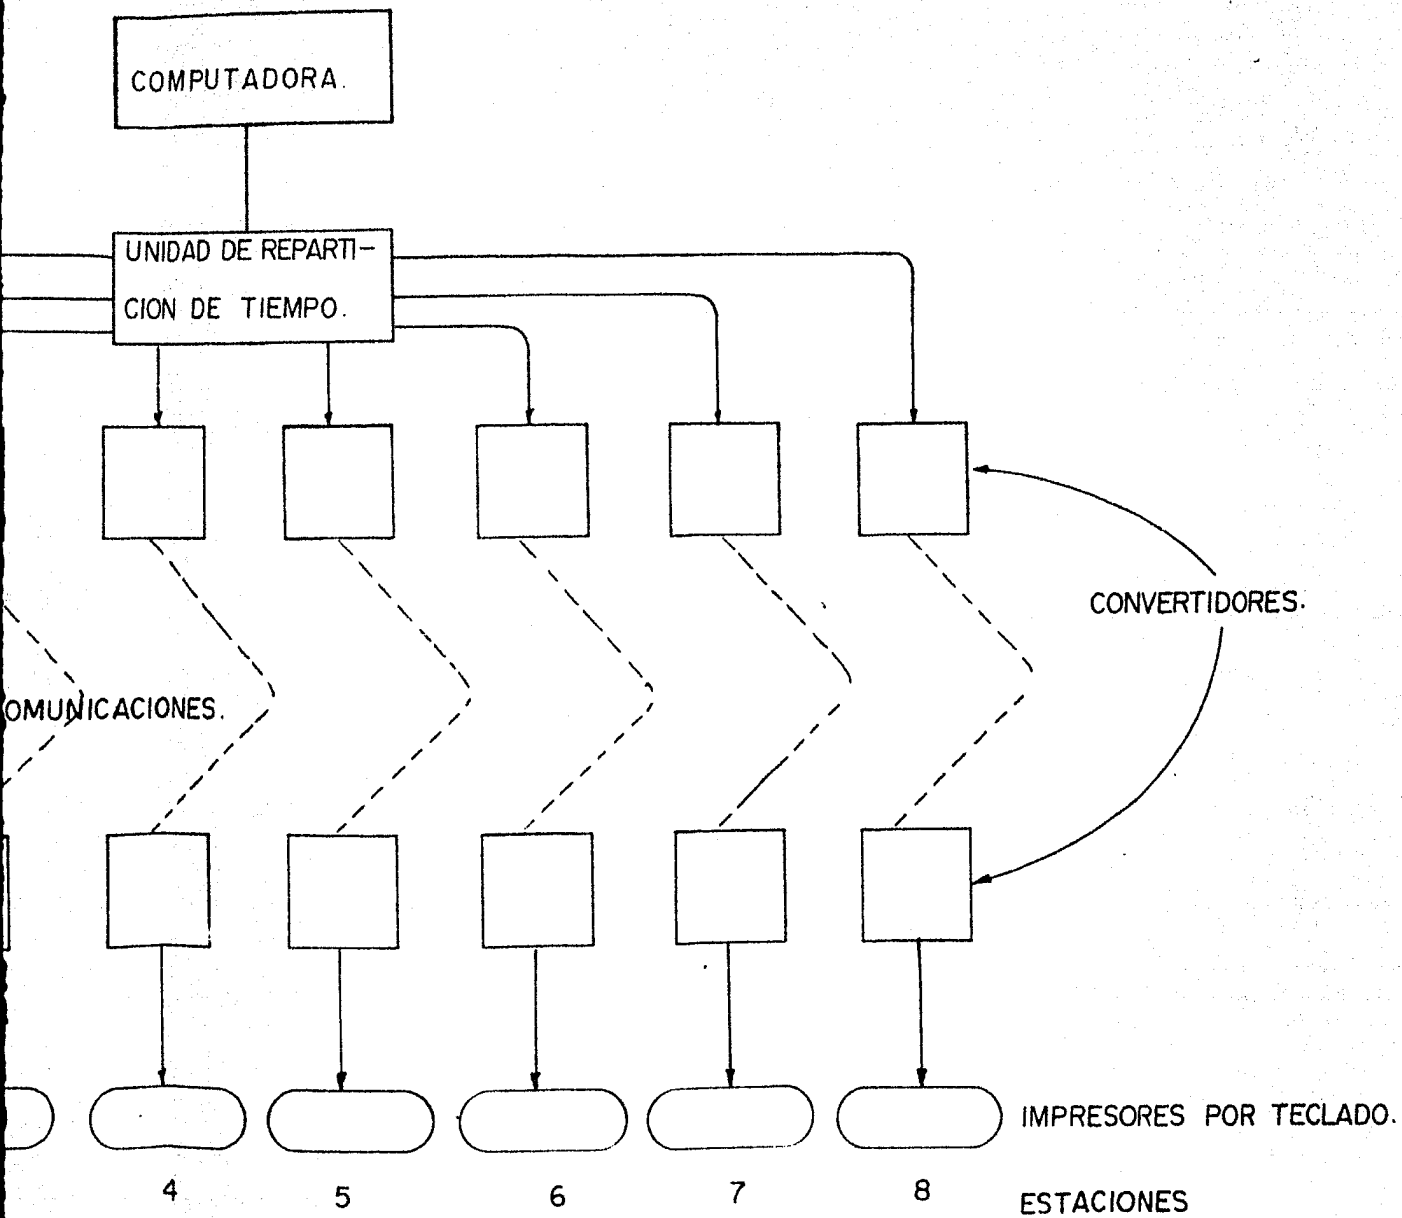 COMPUTADORA.
UNIDAD DE REPARTI-
CION DE TIEMPO.
CONVERTIDORES.
OMUNICACIONES.
IMPRESORES POR TECLADO.
4 5 6 7 8
ESTACIONES